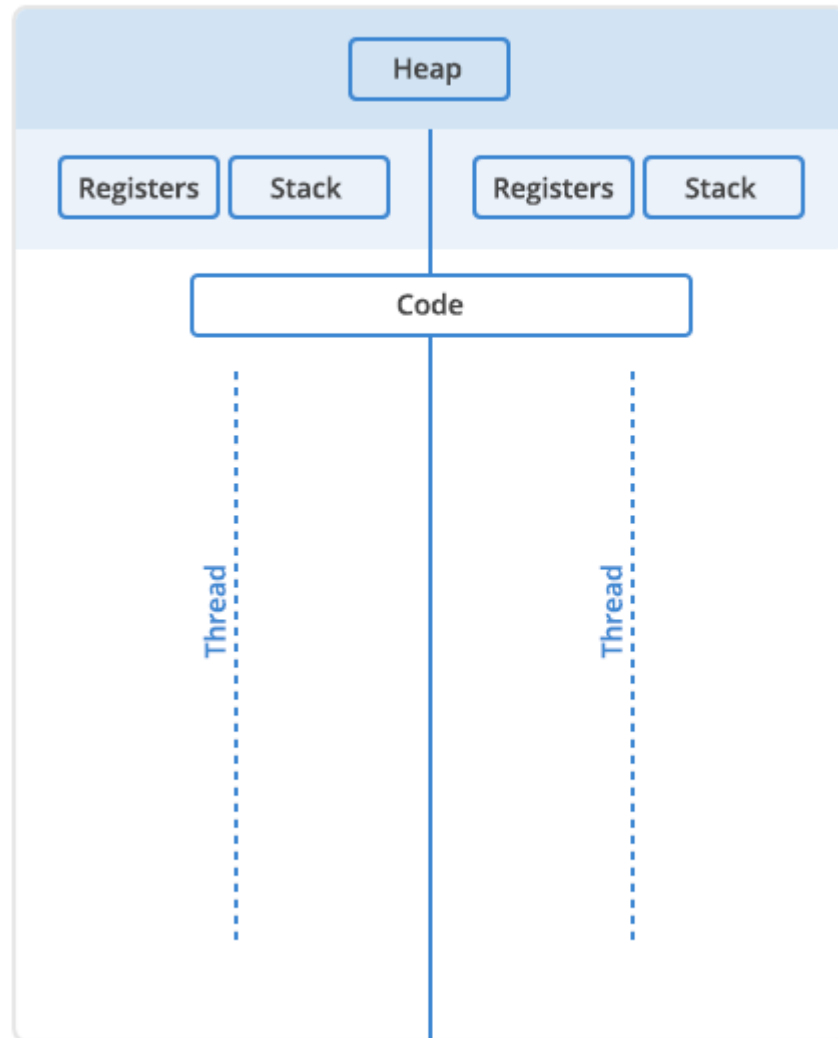 Heap
Registers
Stack
Registers
Stack
Code
Thread
Thread